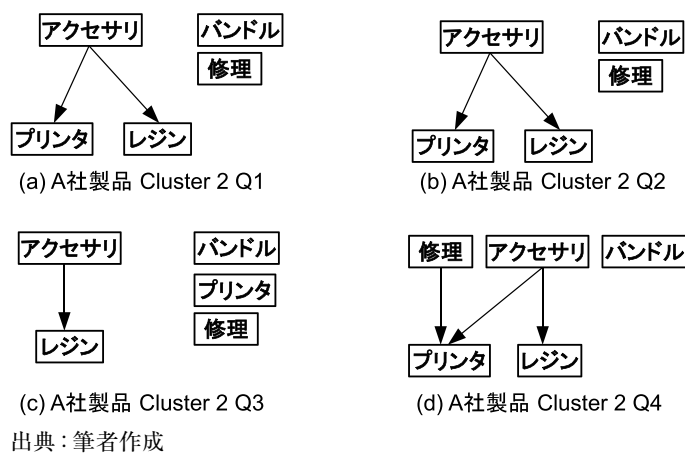 アクセサリ
バンドル
修理
プリンタ
レジン
(a) A社製品 Cluster 2 Q1
アクセサリ
バンドル
修理
プリンタ
レジン
(b) A社製品 Cluster 2 Q2
アクセサリ
バンドル
プリンタ
修理
レジン
(c) A社製品 Cluster 2 Q3
修理
アクセサリ
バンドル
プリンタ
レジン
(d) A社製品 Cluster 2 Q4
出典：筆者作成